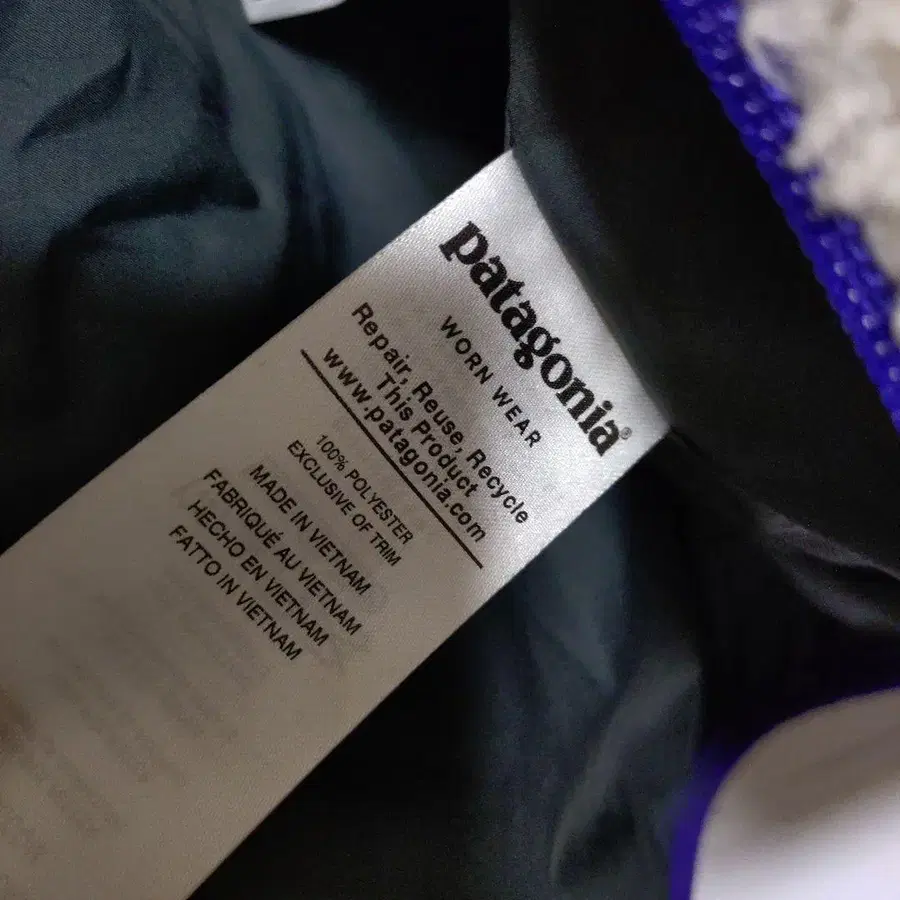 patagonia®
WORN WEAR
Repair, Reuse, Recycle
This Product
www.patagonia.com
100% POLYESTER
EXCLUSIVE OF TRIM
MADE IN VIETNAM
FABRIQUÉ AU VIETNAM
HECHO EN VIETNAM
FATTO IN VIETNAM